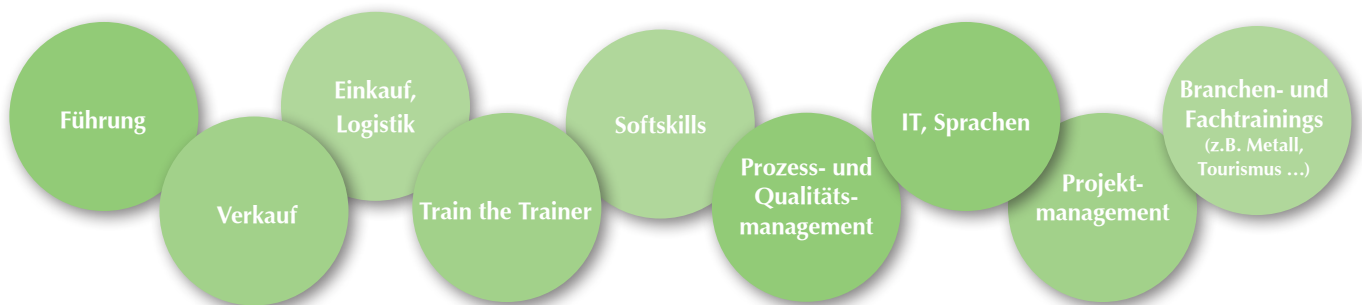 Führung
Verkauf
Einkauf,
Logistik
Train the Trainer
Softskills
Prozess- und
Qualitäts-
management
IT, Sprachen
Projekt-
management
Branchen- und
Fachtrainings
(z.B. Metall,
Tourismus ...)